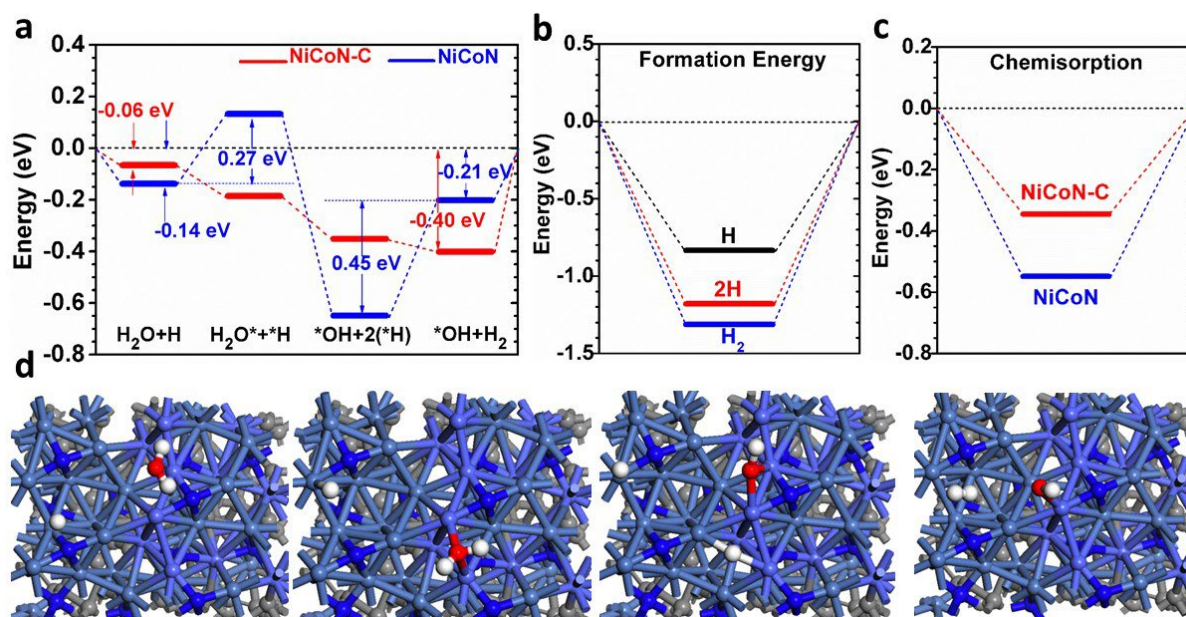 a
NiCoN-C NiCoN
Energy (eV)
0.4
0.2
0.0
-0.2
-0.4
-0.6
-0.8
-0.06 eV
0.27 eV
-0.14 eV
0.45 eV
-0.21 eV
-0.40 eV
H₂O+H H₂O*+*H *OH+2(*H) *OH+H₂
b
Formation Energy
Energy (eV)
0.5
0.0
-0.5
-1.0
-1.5
H
2H
H₂
c
Chemisorption
Energy (eV)
0.2
0.0
-0.2
-0.4
-0.6
-0.8
NiCoN-C
NiCoN
d